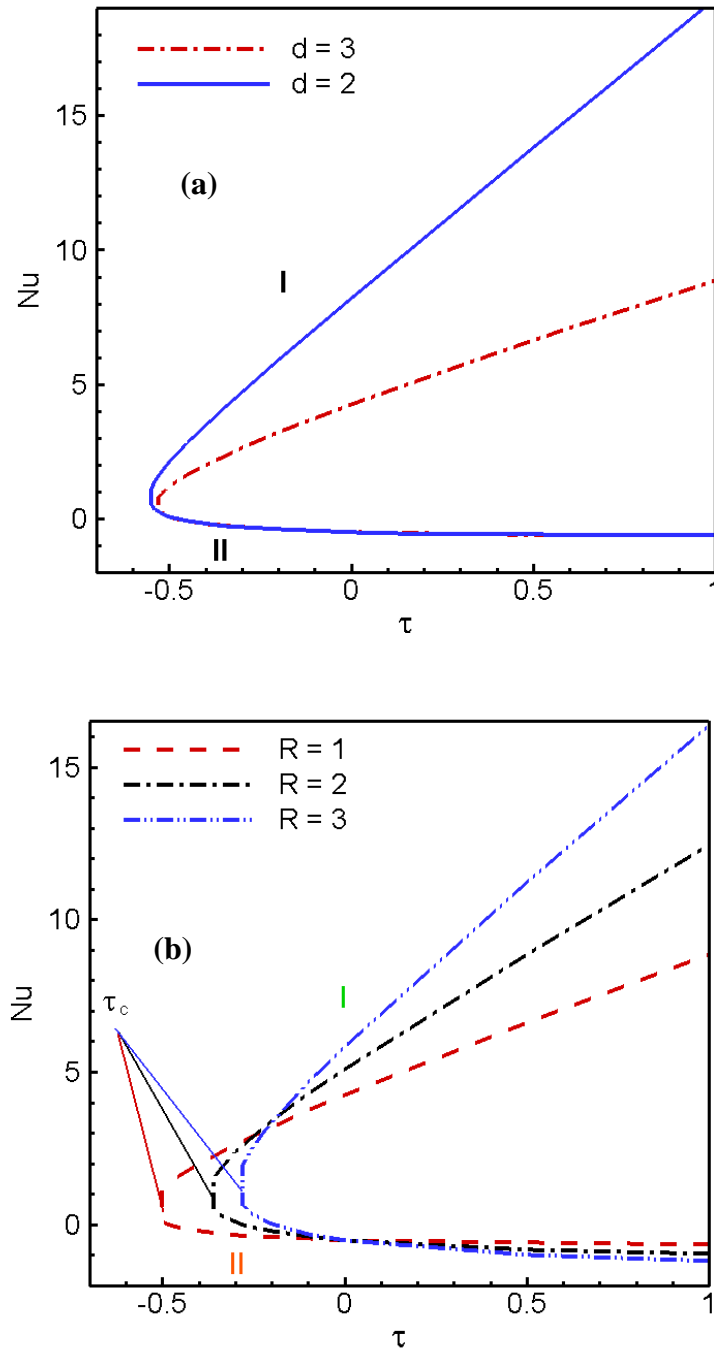 d = 3
d = 2
(a)
I
II
Nu
15
10
5
0
-0.5
0
0.5
1
τ
R = 1
R = 2
R = 3
(b)
I
τc
II
Nu
15
10
5
0
-0.5
0
0.5
1
τ